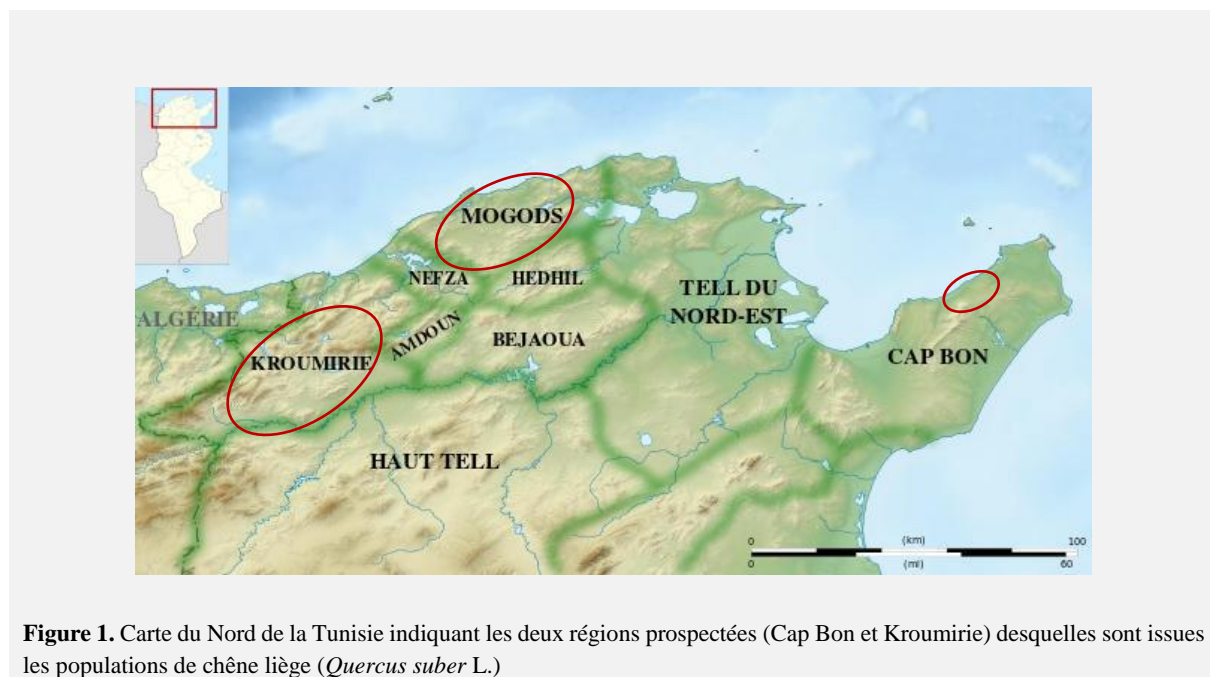 MOGODS
NEFZA
HEDHIL
TELL DU
NORD-EST
ALGÉRIE
AMDOUN
BEJAOUA
KROUMIRIE
CAP BON
HAUT TELL
0 (km) 100
0 (mi) 60
Figure 1. Carte du Nord de la Tunisie indiquant les deux régions prospectées (Cap Bon et Kroumirie) desquelles sont issues
les populations de chêne liège (Quercus suber L.)